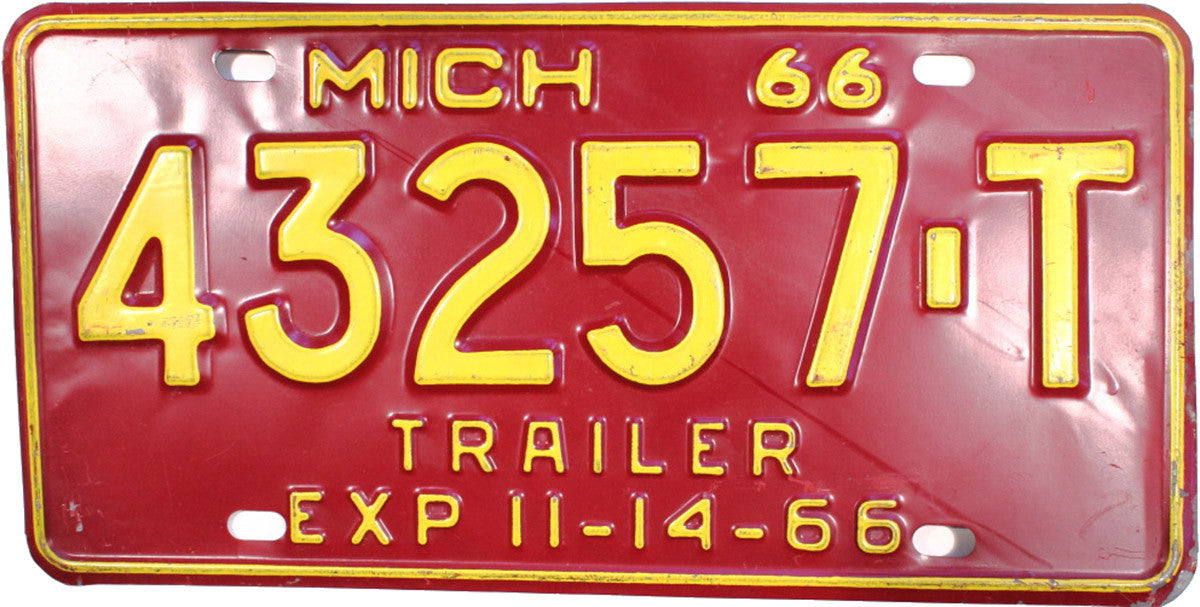 MICH 66
43257-T
TRAILER
EXP 11-14-66